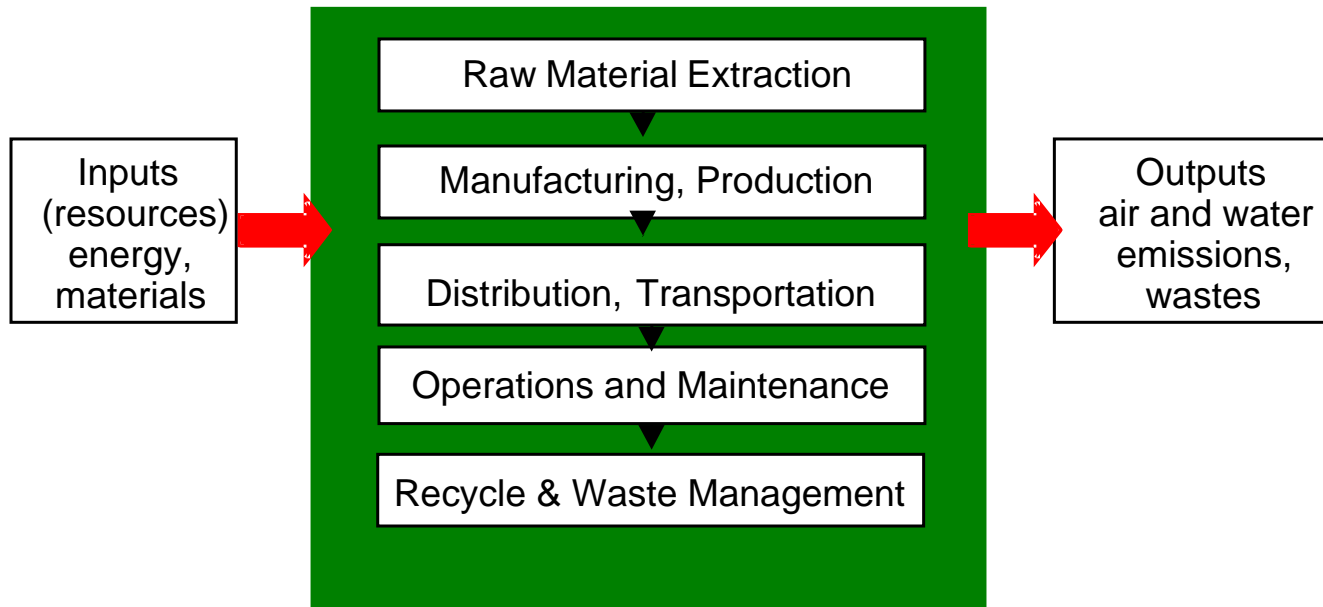 Raw Material Extraction
Inputs
(resources)
energy,
materials
Manufacturing, Production
Distribution, Transportation
Operations and Maintenance
Recycle & Waste Management
Outputs
air and water
emissions,
wastes